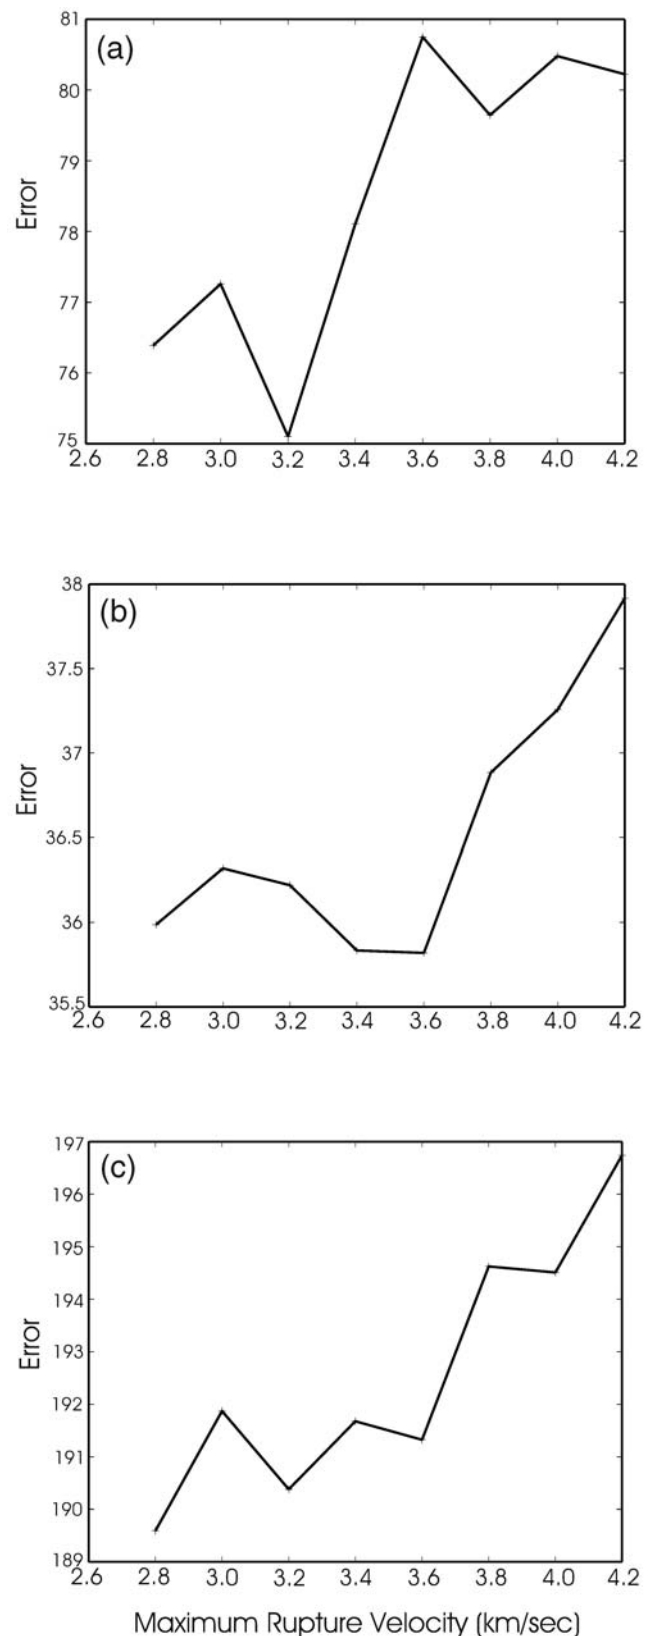 (a)
81
80
79
78
77
76
75
Error
2.6 2.8 3.0 3.2 3.4 3.6 3.8 4.0 4.2
(b)
38
37.5
37
36.5
36
35.5
Error
2.6 2.8 3.0 3.2 3.4 3.6 3.8 4.0 4.2
(c)
197
196
195
194
193
192
191
190
189
Error
2.6 2.8 3.0 3.2 3.4 3.6 3.8 4.0 4.2
Maximum Rupture Velocity (km/sec)